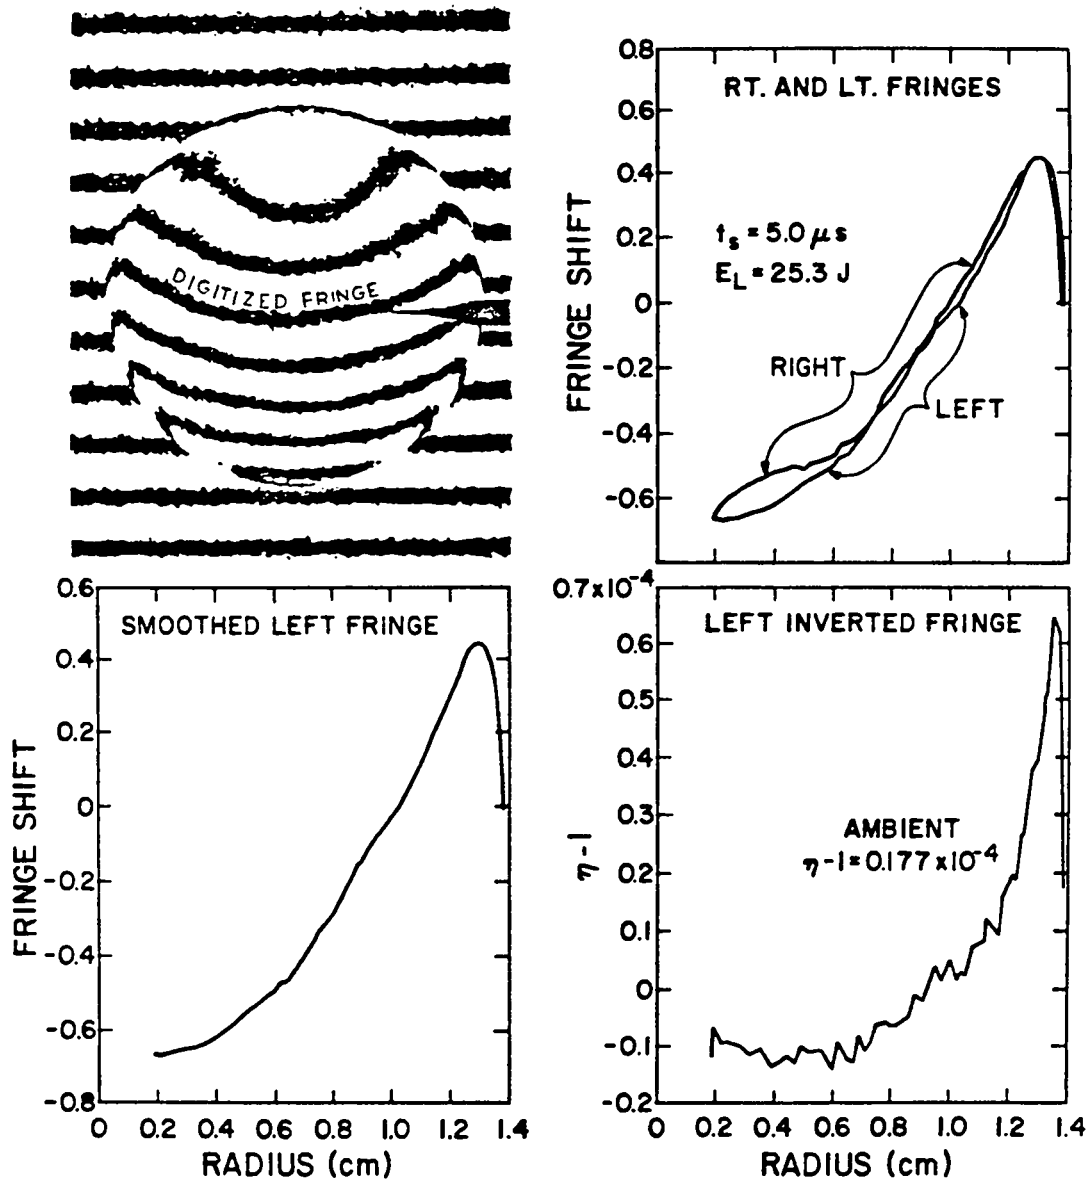 DIGITIZED FRINGE
0.8
0.6
0.4
0.2
0
-0.2
-0.4
-0.6
FRINGE SHIFT
RT. AND LT. FRINGES
t_s = 5.0 μs
E_L = 25.3 J
RIGHT
LEFT
0.6
0.4
0.2
0
-0.2
-0.4
-0.6
-0.8
FRINGE SHIFT
SMOOTHED LEFT FRINGE
0 0.2 0.4 0.6 0.8 1.0 1.2 1.4
RADIUS (cm)
0.7x10⁻⁴
0.6
0.5
0.4
0.3
0.2
0.1
0
-0.1
-0.2
η-1
LEFT INVERTED FRINGE
AMBIENT
η-1=0.177x10⁻⁴
0 0.2 0.4 0.6 0.8 1.0 1.2 1.4
RADIUS (cm)